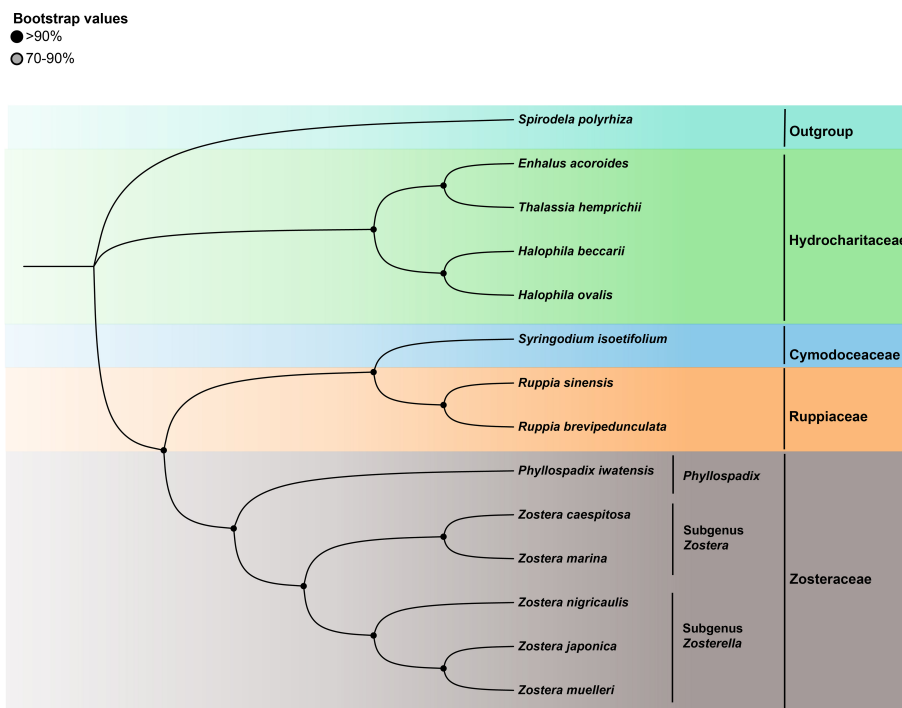 Bootstrap values
>90%
70-90%
Spirodela polyrhiza
Outgroup
Enhalus acoroides
Thalassia hemprichii
Hydrocharitaceae
Halophila beccarii
Halophila ovalis
Syringodium isoetifolium
Cymodoceaceae
Ruppia sinensis
Ruppiaceae
Ruppia brevipedunculata
Phyllospadix iwatensis
Phyllospadix
Zostera caespitosa
Subgenus
Zostera
Zostera marina
Zosteraceae
Zostera nigricaulis
Subgenus
Zosterella
Zostera japonica
Zostera muelleri